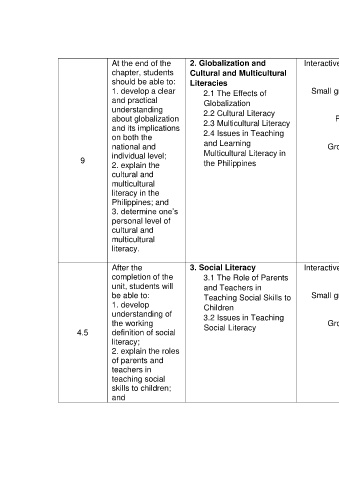 9
At the end of the
chapter, students
should be able to:
1. develop a clear
and practical
understanding
about globalization
and its implications
on both the
national and
individual level;
2. explain the
cultural and
multicultural
literacy in the
Philippines; and
3. determine one's
personal level of
cultural and
multicultural
literacy.
2. Globalization and
Cultural and Multicultural
Literacies
2.1 The Effects of
Globalization
2.2 Cultural Literacy
2.3 Multicultural Literacy
2.4 Issues in Teaching
and Learning
Multicultural Literacy in
the Philippines
Interactive
Small g
F
Gro
4.5
After the
completion of the
unit, students will
be able to:
1. develop
understanding of
the working
definition of social
literacy;
2. explain the roles
of parents and
teachers in
teaching social
skills to children;
and
3. Social Literacy
3.1 The Role of Parents
and Teachers in
Teaching Social Skills to
Children
3.2 Issues in Teaching
Social Literacy
Interactive
Small g
Gro